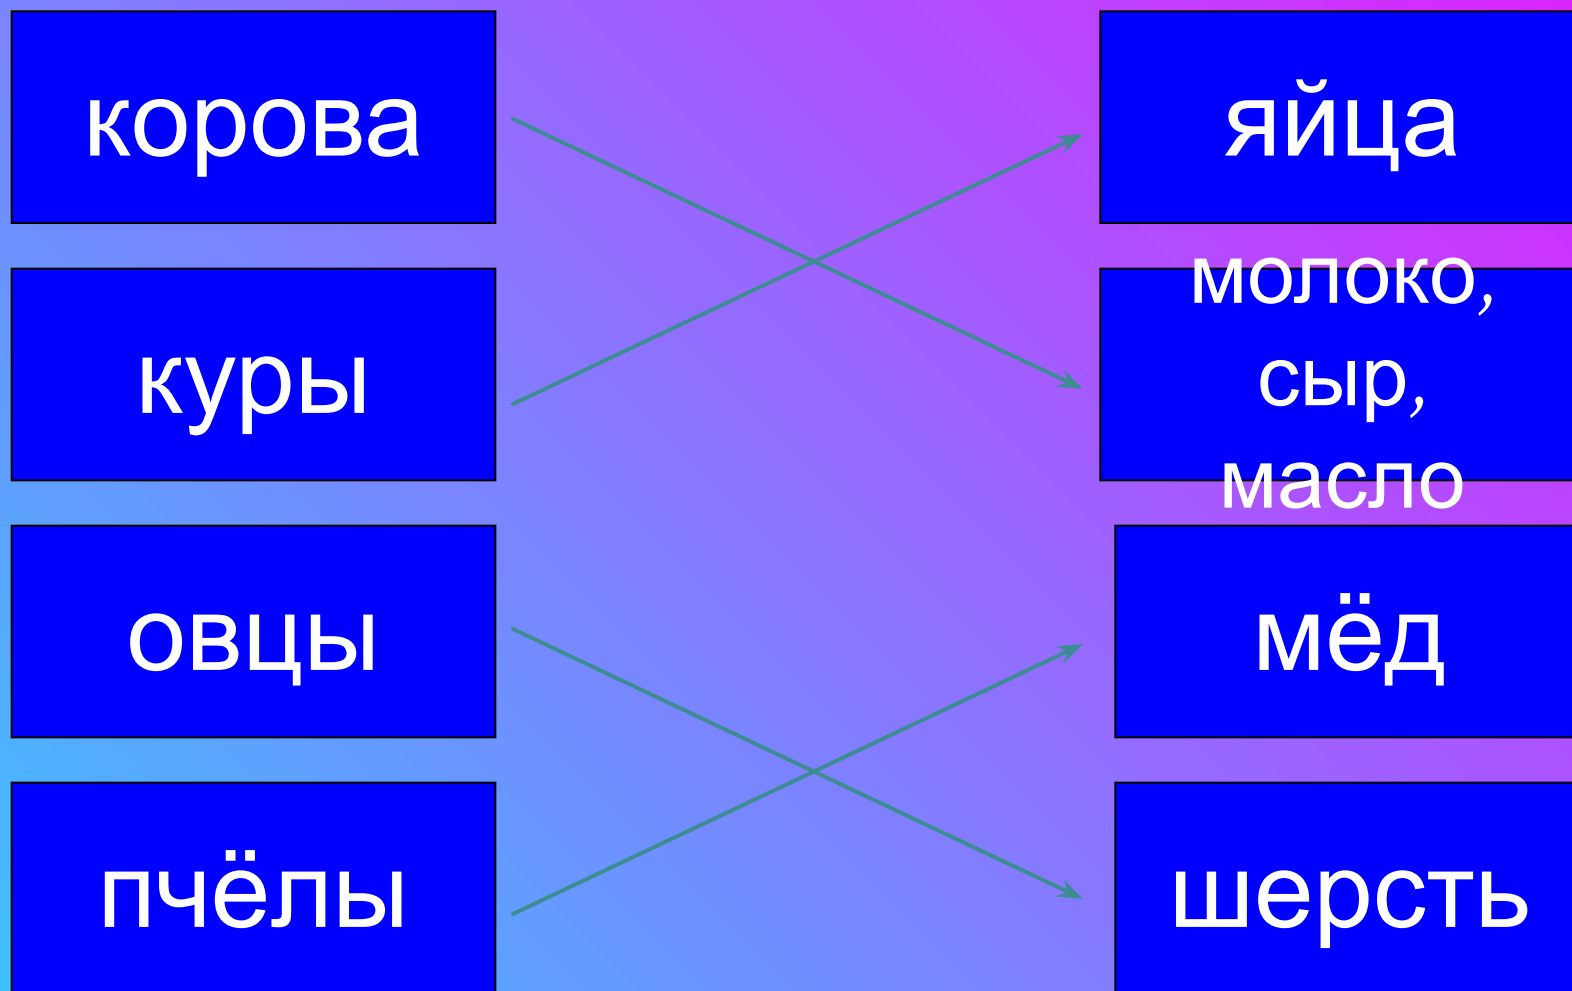 корова
куры
овцы
пчёлы
яйца
молоко,
сыр,
масло
мёд
шерсть